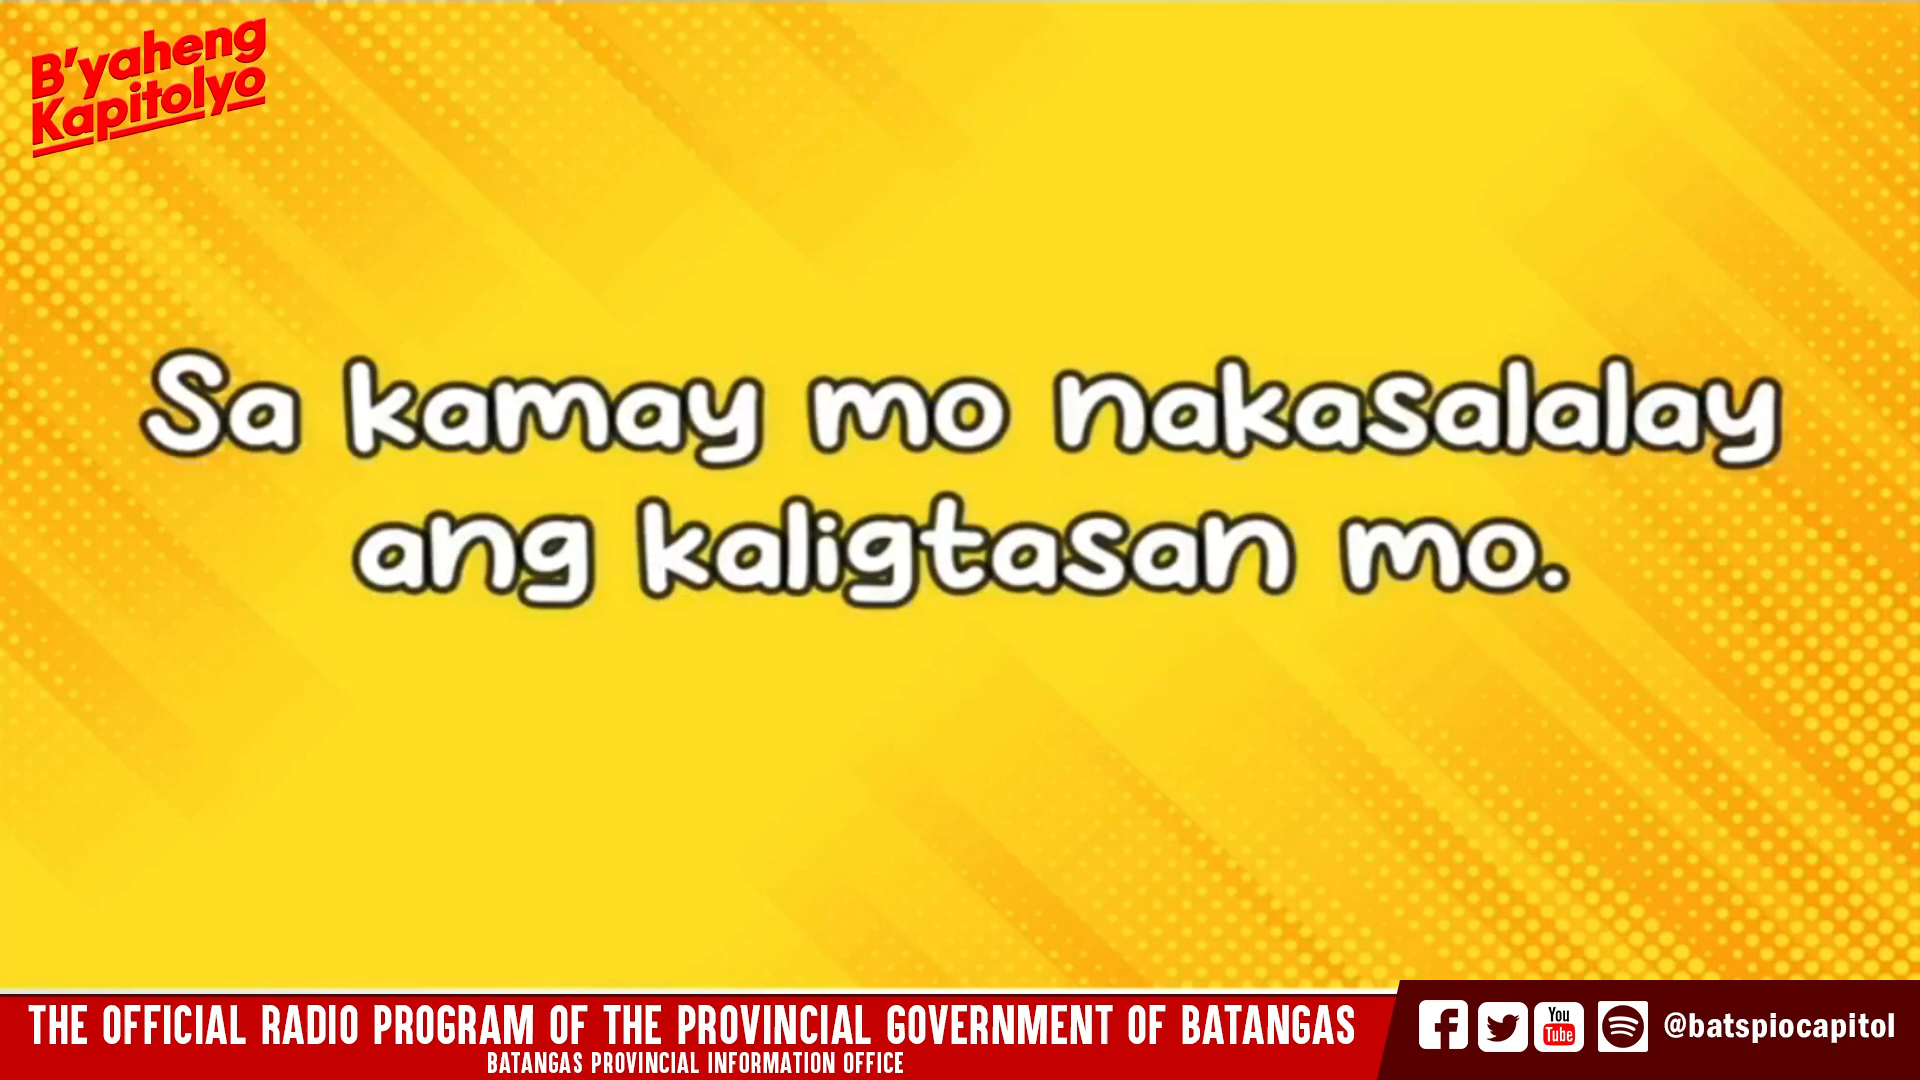 B'yaheng
Kapitolyo
Sa kamay mo nakasalalay
ang kaligtasan mo.
THE OFFICIAL RADIO PROGRAM OF THE PROVINCIAL GOVERNMENT OF BATANGAS
BATANGAS PROVINCIAL INFORMATION OFFICE
You
Tube
@batspiocapitol